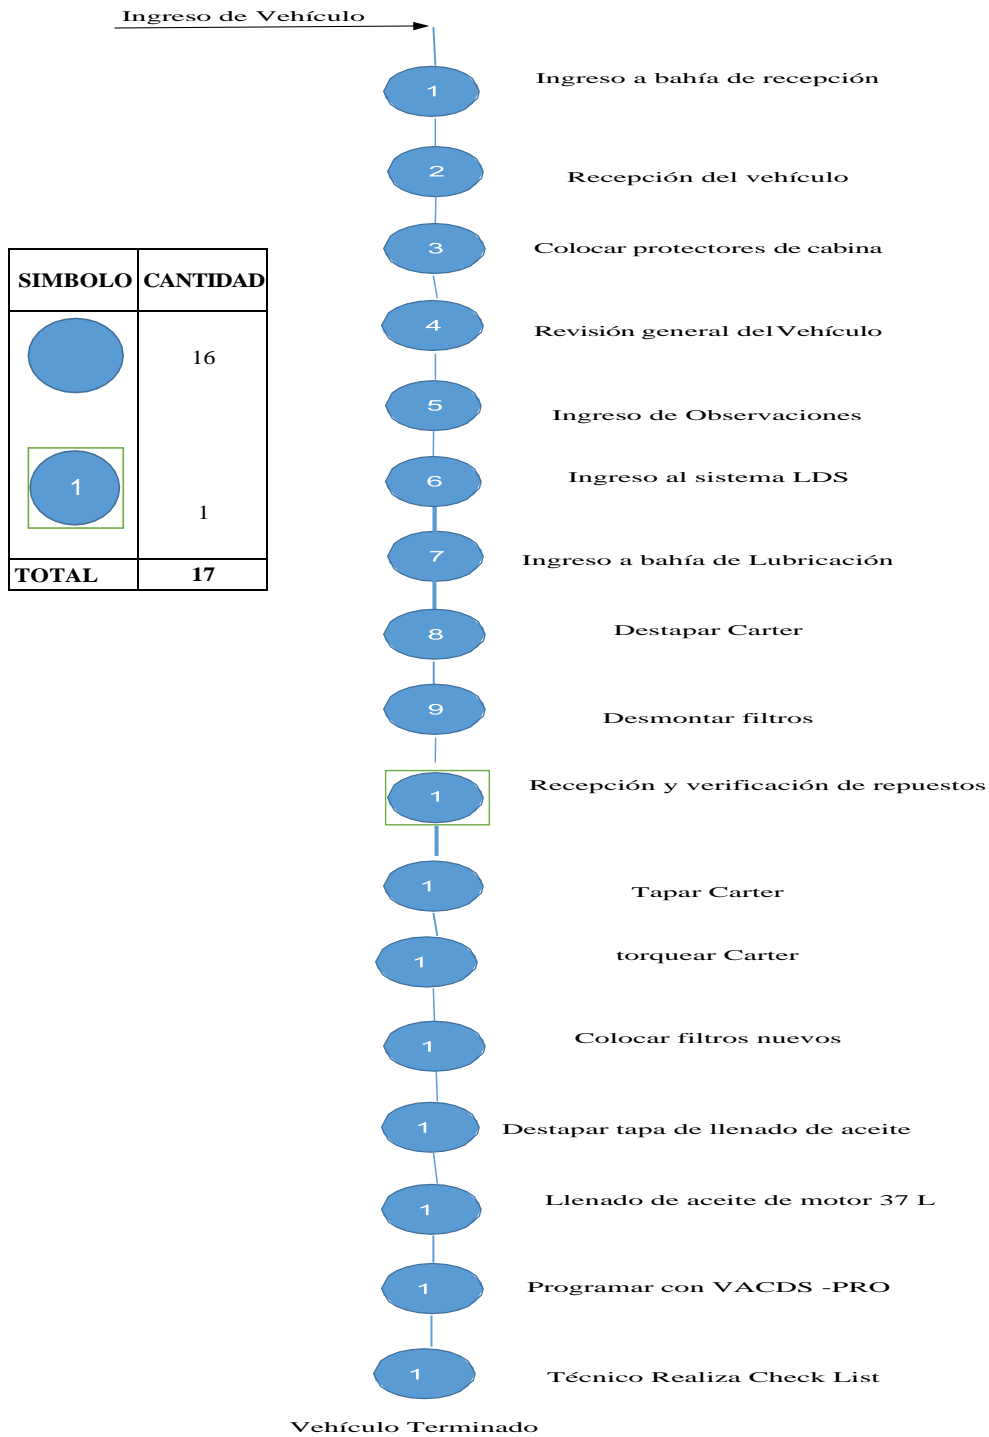 Ingreso de Vehículo
1 Ingreso a bahía de recepción
2 Recepción del vehículo
3 Colocar protectores de cabina
4 Revisión general del Vehículo
5 Ingreso de Observaciones
6 Ingreso al sistema LDS
7 Ingreso a bahía de Lubricación
8 Destapar Carter
9 Desmontar filtros
1 Recepción y verificación de repuestos
1 Tapar Carter
1 torquear Carter
1 Colocar filtros nuevos
1 Destapar tapa de llenado de aceite
1 Llenado de aceite de motor 37 L
1 Programar con VACDS -PRO
1 Técnico Realiza Check List
Vehículo Terminado
SIMBOLO CANTIDAD
16
1 1
TOTAL 17